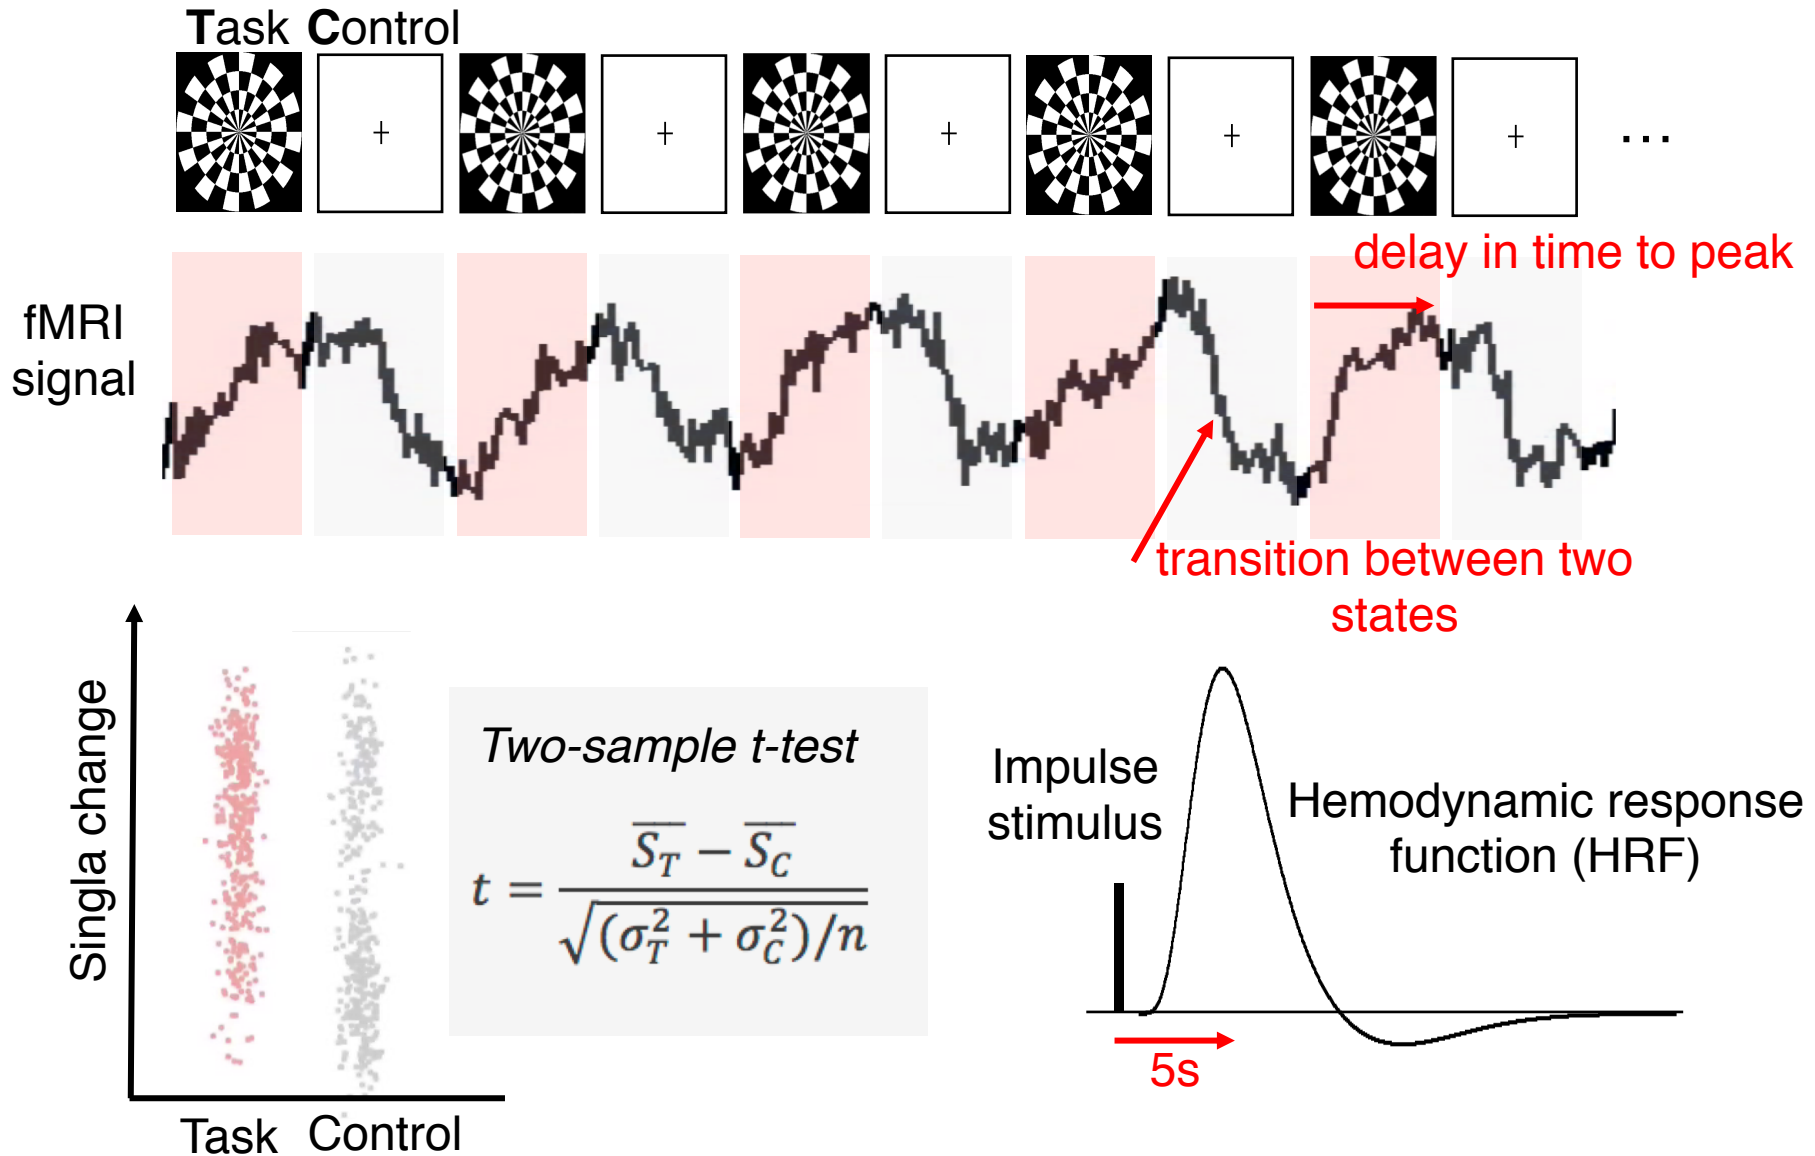 Task Control
...
delay in time to peak
fMRI
signal
transition between two
states
Singla change
Task Control
Two-sample t-test
t = (S̅_T − S̅_C) / √((σ_T² + σ_C²)/n)
Impulse
stimulus
Hemodynamic response
function (HRF)
5s